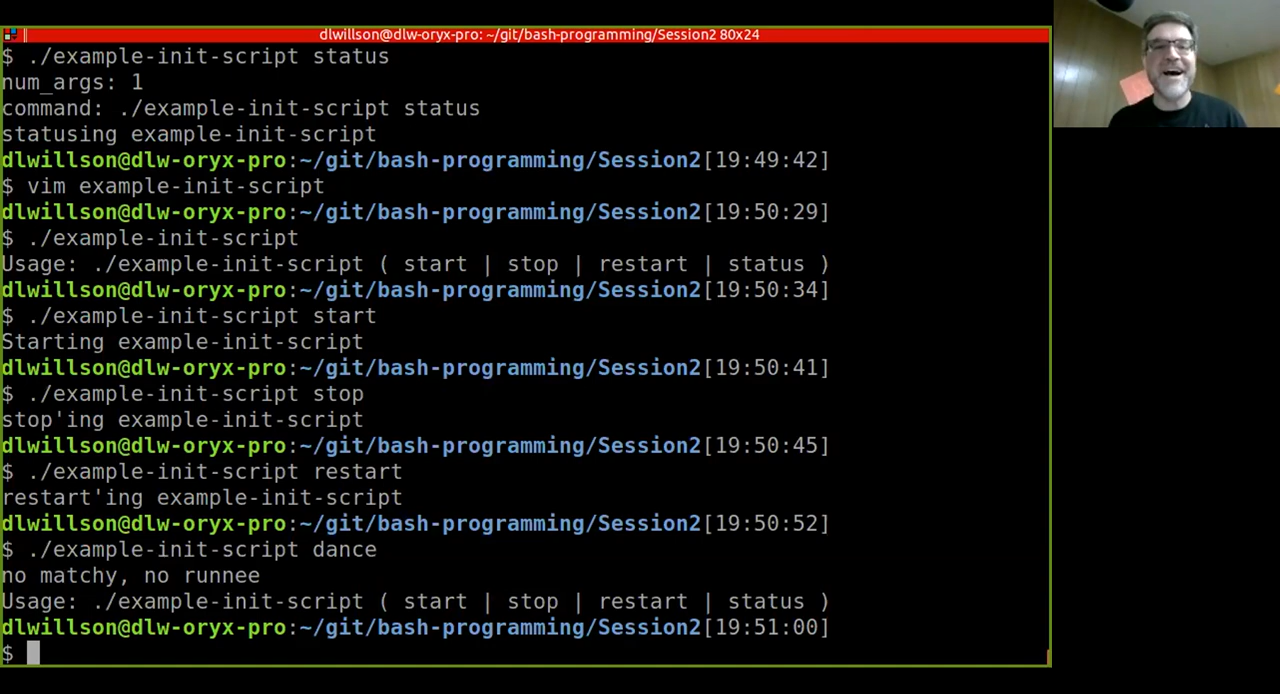 dlwillson@dlw-oryx-pro: ~/git/bash-programming/Session2 80x24
$ ./example-init-script status
num_args: 1
command: ./example-init-script status
statusing example-init-script
dlwillson@dlw-oryx-pro:~/git/bash-programming/Session2[19:49:42]
$ vim example-init-script
dlwillson@dlw-oryx-pro:~/git/bash-programming/Session2[19:50:29]
$ ./example-init-script
Usage: ./example-init-script ( start | stop | restart | status )
dlwillson@dlw-oryx-pro:~/git/bash-programming/Session2[19:50:34]
$ ./example-init-script start
Starting example-init-script
dlwillson@dlw-oryx-pro:~/git/bash-programming/Session2[19:50:41]
$ ./example-init-script stop
stop'ing example-init-script
dlwillson@dlw-oryx-pro:~/git/bash-programming/Session2[19:50:45]
$ ./example-init-script restart
restart'ing example-init-script
dlwillson@dlw-oryx-pro:~/git/bash-programming/Session2[19:50:52]
$ ./example-init-script dance
no matchy, no runnee
Usage: ./example-init-script ( start | stop | restart | status )
dlwillson@dlw-oryx-pro:~/git/bash-programming/Session2[19:51:00]
$